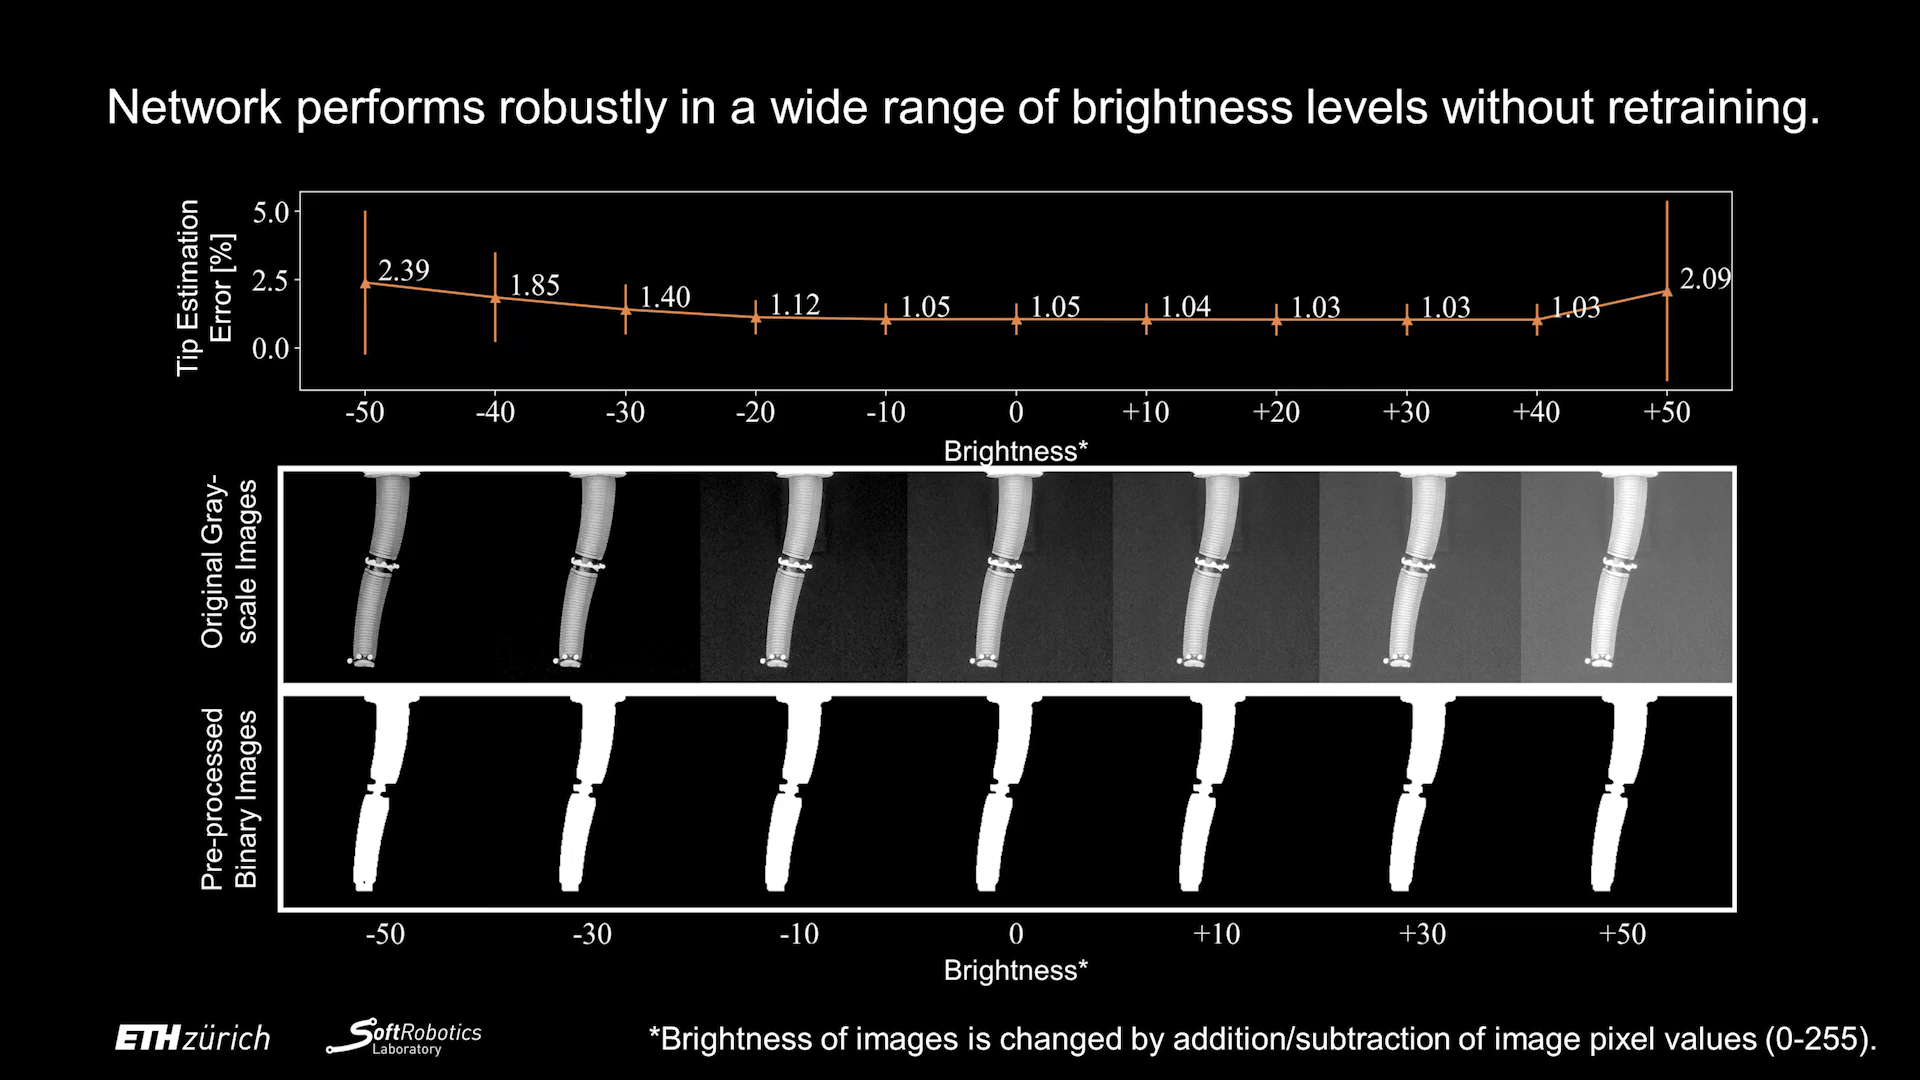 Network performs robustly in a wide range of brightness levels without retraining.
Tip Estimation
Error [%]
5.0
2.5
0.0
2.39
1.85
1.40
1.12
1.05
1.05
1.04
1.03
1.03
1.03
2.09
-50 -40 -30 -20 -10 0 +10 +20 +30 +40 +50
Brightness*
Original Gray-
scale Images
Pre-processed
Binary Images
-50 -30 -10 0 +10 +30 +50
Brightness*
ETH zürich
SoftRobotics
Laboratory
*Brightness of images is changed by addition/subtraction of image pixel values (0-255).